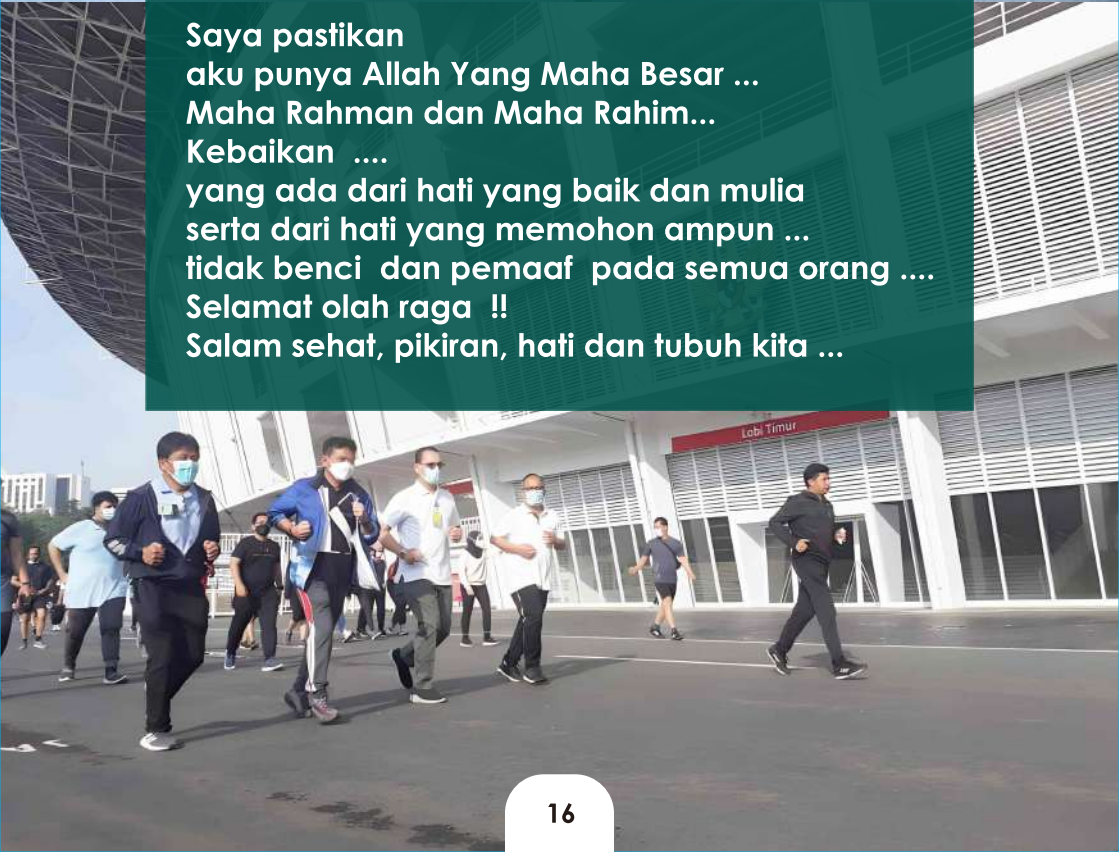 Saya pastikan
aku punya Allah Yang Maha Besar ...
Maha Rahman dan Maha Rahim...
Kebaikan ....
yang ada dari hati yang baik dan mulia
serta dari hati yang memohon ampun ...
tidak benci dan pemaaf pada semua orang ....
Selamat olah raga !!
Salam sehat, pikiran, hati dan tubuh kita ...
Lobi Timur
16